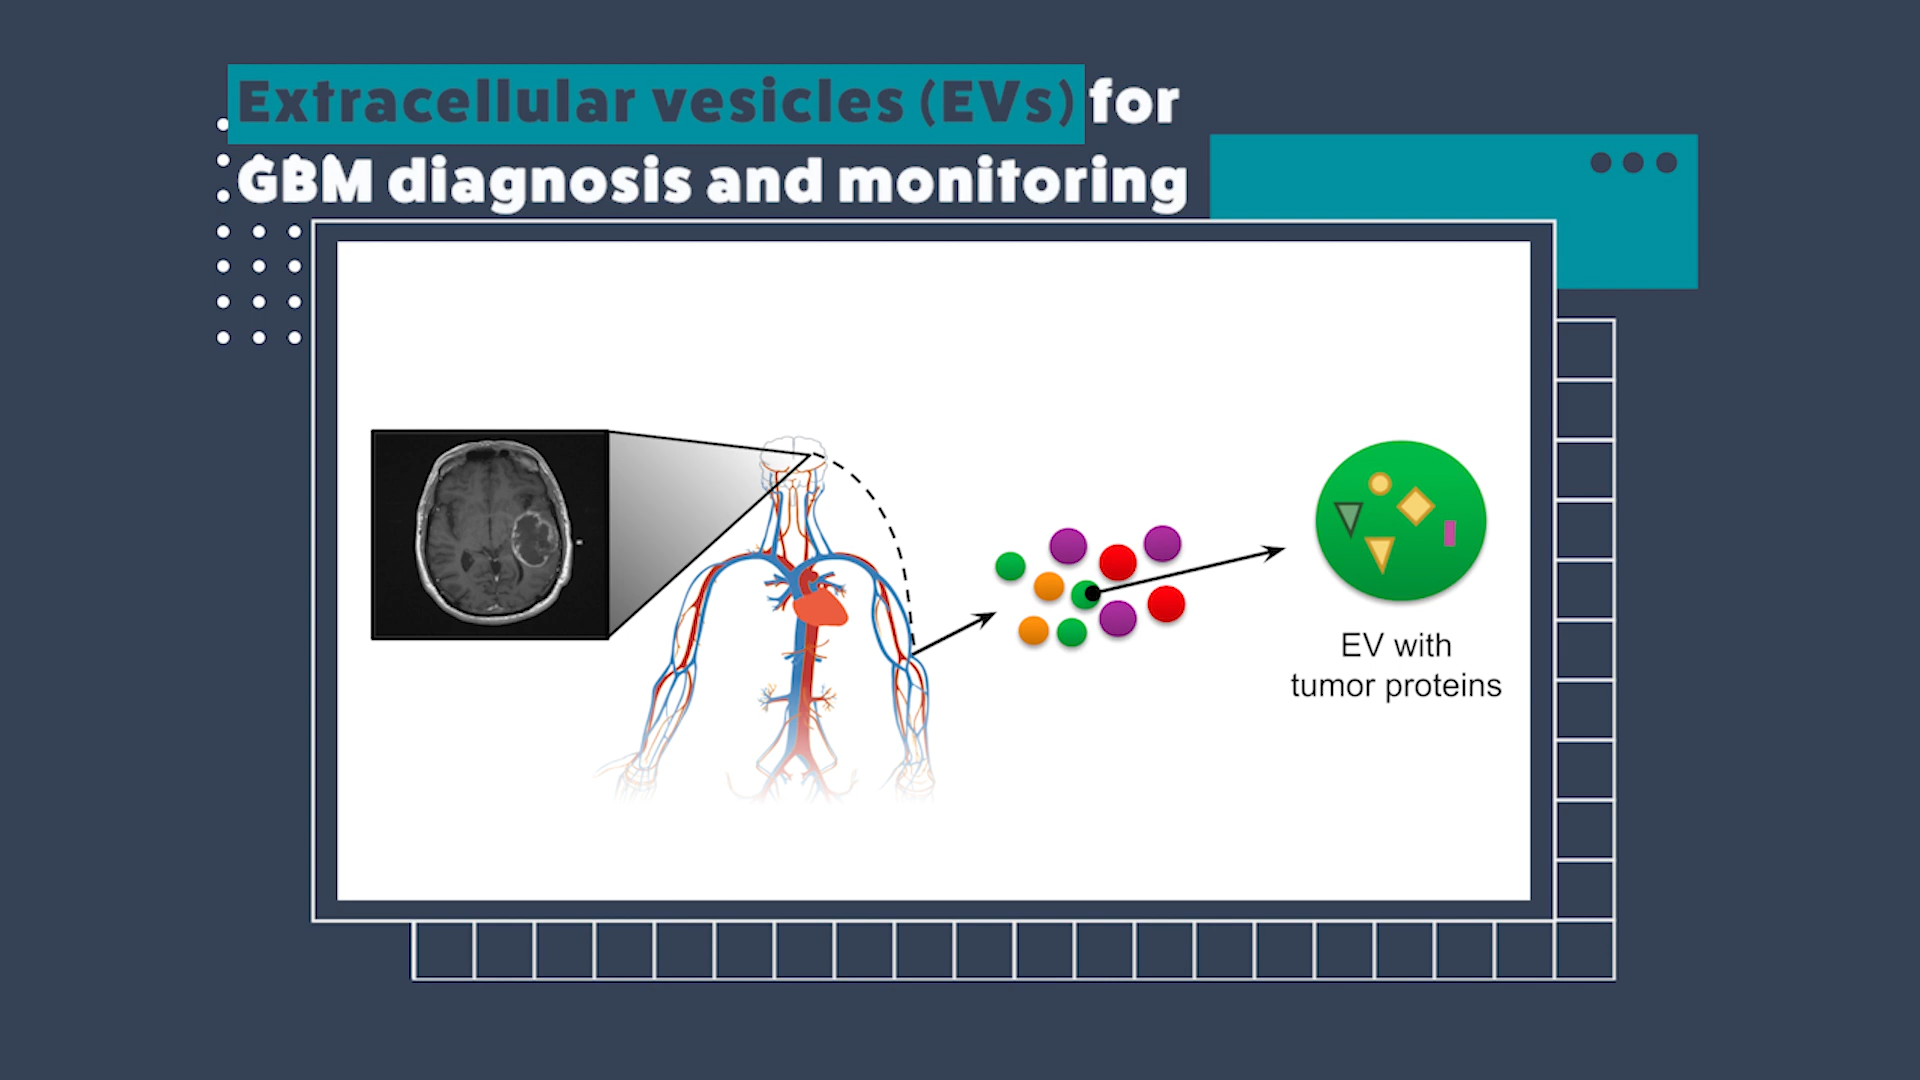 Extracellular vesicles (EVs) for
GBM diagnosis and monitoring
EV with
tumor proteins